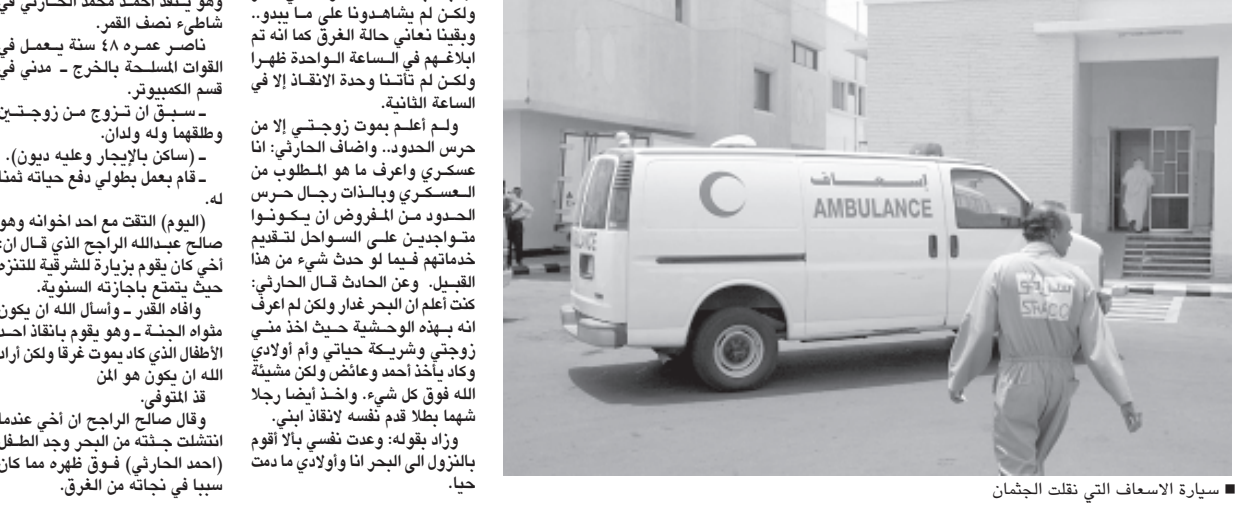 ولكن لم يشاهدونا على ما يبدو..
وبقينا نعاني حالة الغرق كما انه تم
ابلاغهم في الساعة الواحدة ظهرا
ولكن لم تأتنا وحدة الانقاذ إلا في
الساعة الثانية.
ولم أعلم بموت زوجتي إلا من
حرس الحدود.. واضاف الحارثي: انا
عسكري واعرف ما هو المطلوب من
العسكري وبالذات رجال حرس
الحدود من المفروض ان يكونوا
متواجدين على السواحل لتقديم
خدماتهم فيما لو حدث شيء من هذا
القبيل. وعن الحادث قال الحارثي:
كنت أعلم ان البحر غدار ولكن لم اعرف
انه بهذه الوحشية حيث اخذ مني
زوجتي وشريكة حياتي وأم أولادي
وكاد يأخذ أحمد وعائض ولكن مشيئة
الله فوق كل شيء. واخذ أيضا رجلا
شهما بطلا قدم نفسه لانقاذ ابني.
وزاد بقوله: وعدت نفسي بألا أقوم
بالنزول الى البحر انا وأولادي ما دمت
حيا.
وهو ينقذ احمد محمد الحارثي في
شاطىء نصف القمر.
ناصر عمره ٤٨ سنة يعمل في
القوات المسلحة بالخرج ـ مدني في
قسم الكمبيوتر.
ـ سبق ان تزوج من زوجتين
وطلقهما وله ولدان.
ـ (ساكن بالإيجار وعليه ديون).
ـ قام بعمل بطولي دفع حياته ثمنا
له.
(اليوم) التقت مع احد اخوانه وهو
صالح عبدالله الراجح الذي قال ان:
أخي كان يقوم بزيارة للشرقية للتنزه
حيث يتمتع باجازته السنوية.
وافاه القدر ـ وأسأل الله ان يكون
مثواه الجنة ـ وهو يقوم بانقاذ احد
الأطفال الذي كاد يموت غرقا ولكن أراد
الله ان يكون هو المن
قذ المتوفى.
وقال صالح الراجح ان أخي عندما
انتشلت جثته من البحر وجد الطفل
(احمد الحارثي) فوق ظهره مما كان
سببا في نجاته من الغرق.
إسعاف
AMBULANCE
SRACO
■ سيارة الاسعاف التي نقلت الجثمان